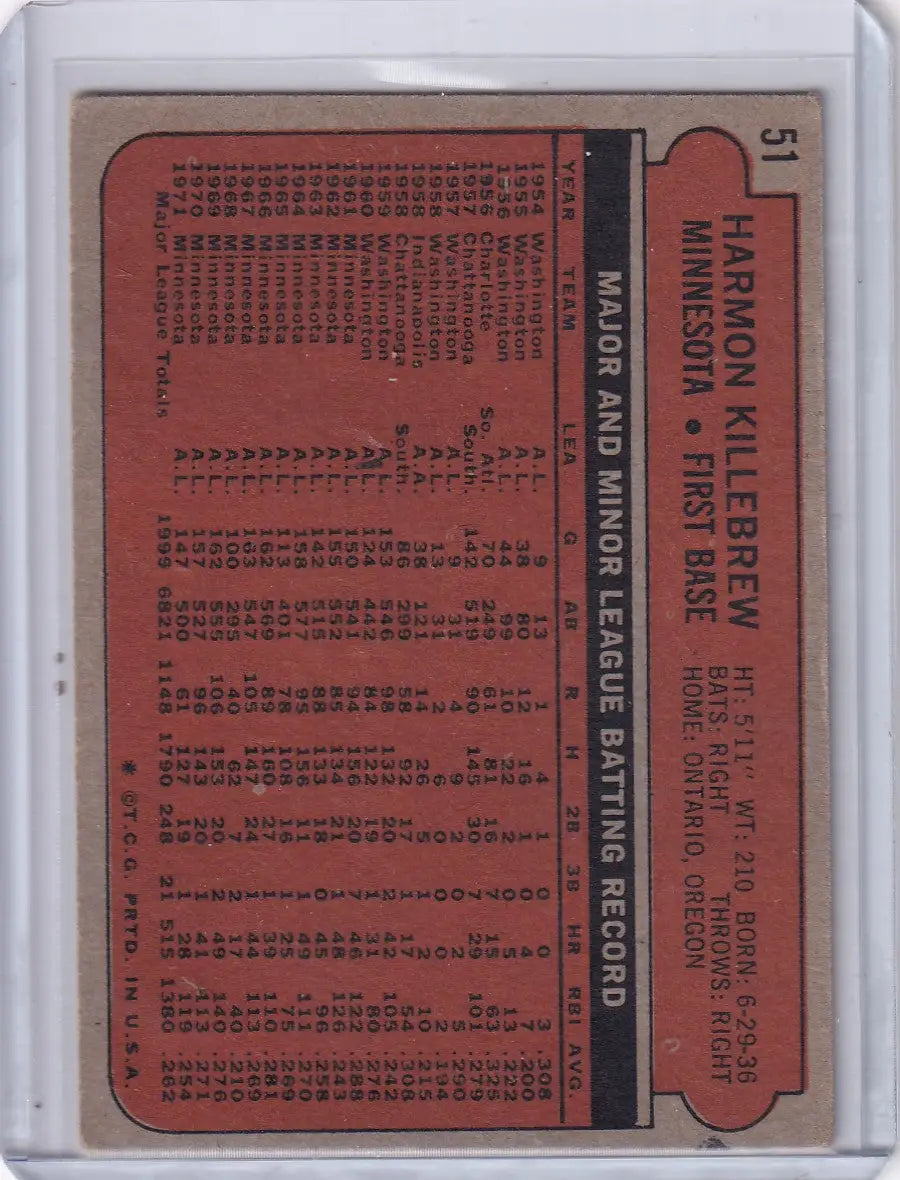 51
HARMON KILLEBREW
MINNESOTA • FIRST BASE
HT: 5'11" WT: 210 BORN: 6-29-36
BATS: RIGHT THROWS: RIGHT
HOME: ONTARIO, OREGON
MAJOR AND MINOR LEAGUE BATTING RECORD
YEAR TEAM LEA G AB R H 2B 3B HR RBI AVG.
1954 Washington A.L. 9 13 1 4 1 0 0 3 .308
1955 Washington A.L. 38 80 12 16 1 0 4 7 .200
1956 Washington A.L. 44 99 10 22 2 0 5 13 .222
1956 Charlotte So. Atl. 70 249 61 81 16 7 15 63 .325
1957 Chattanooga South. 142 519 90 145 30 7 29 101 .279
1957 Washington A.L. 9 31 4 9 2 0 2 5 .290
1958 Washington A.L. 13 31 2 6 0 0 0 2 .194
1958 Indianapolis A.A. 38 121 14 26 5 1 2 10 .215
1958 Chattanooga South. 86 299 58 92 17 1 17 54 .308
1959 Washington A.L. 153 546 98 132 20 2 42 105 .242
1960 Washington A.L. 124 442 84 122 19 1 31 80 .276
1961 Minnesota A.L. 150 541 94 156 20 7 46 122 .288
1962 Minnesota A.L. 155 552 85 134 21 1 48 126 .243
1963 Minnesota A.L. 142 515 88 133 18 0 45 96 .258
1964 Minnesota A.L. 158 577 95 156 11 1 49 111 .270
1965 Minnesota A.L. 113 401 78 108 16 1 25 75 .269
1966 Minnesota A.L. 162 569 89 160 27 1 39 110 .281
1967 Minnesota A.L. 163 547 105 147 24 1 44 113 .269
1968 Minnesota A.L. 100 295 40 62 7 2 17 40 .210
1969 Minnesota A.L. 162 555 106 153 20 2 49 140 .276
1970 Minnesota A.L. 157 527 96 143 20 1 41 113 .271
1971 Minnesota A.L. 147 500 61 127 19 1 28 119 .254
Major League Totals 1999 6821 1148 1790 248 21 515 1380 .262
* ©T.C.G. PRTD. IN U.S.A.